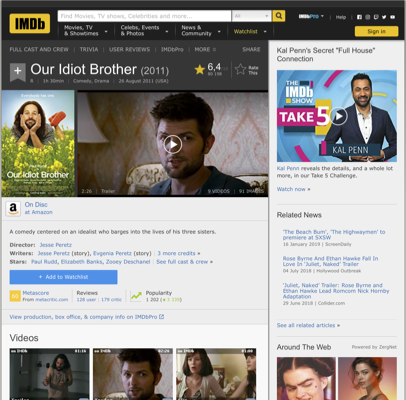 IMDb
Find Movies, TV shows, Celebrities and more...
All
IMDbPro
Help
Movies, TV
& Showtimes
Celebs, Events
& Photos
News &
Community
Watchlist
Sign in
FULL CAST AND CREW
TRIVIA
USER REVIEWS
IMDbPro
MORE
SHARE
Our Idiot Brother (2011)
1h 30min
Comedy, Drama
26 August 2011 (USA)
6,4
Rate
This
Our Idiot Brother
2:26
Trailer
9 VIDEOS
91 IMAGES
On Disc
at Amazon
A comedy centered on an idealist who barges into the lives of his three sisters.
Director: Jesse Peretz
Writers: Jesse Peretz (story), Evgenia Peretz (story) | 3 more credits »
Stars: Paul Rudd, Elizabeth Banks, Zooey Deschanel | See full cast & crew »
+ Add to Watchlist
Metascore
From metacritic.com
Reviews
128 user | 179 critic
Popularity
1 202
View production, box office, & company info on IMDbPro
Videos
Kal Penn's Secret "Full House"
Connection
THE
IMDb
SHOW
TAKE 5
KAL PENN
Kal Penn reveals the details, and a whole lot
more, in our Take 5 Challenge.
Watch now »
Related News
'The Beach Bum', 'The Highwaymen' to
premiere at SXSW
16 January 2019 | ScreenDaily
Rose Byrne And Ethan Hawke Fall In
Love In 'Juliet, Naked' Trailer
04 July 2018 | Hollywood Outbreak
'Juliet, Naked' Trailer: Rose Byrne and
Ethan Hawke Lead Romcom Nick Hornby
Adaptation
29 June 2018 | Collider.com
See all related articles »
Around The Web
Powered by ZergNet